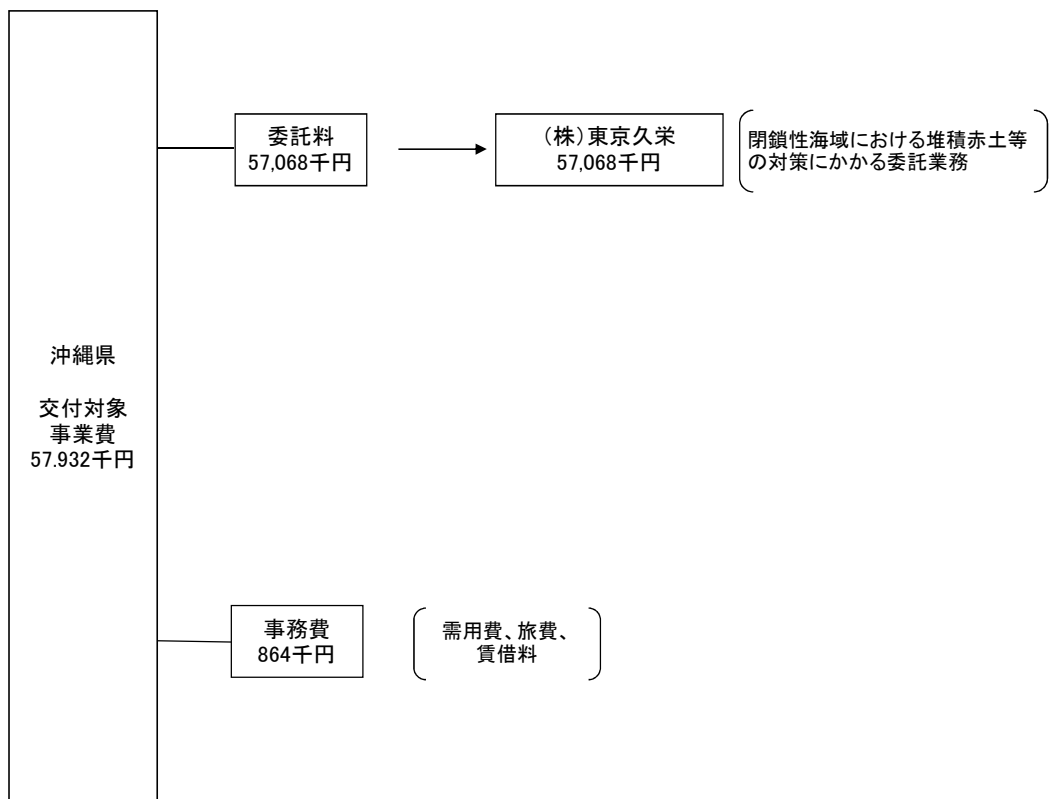 委託料
57,068千円
(株)東京久栄
57,068千円
閉鎖性海域における堆積赤土等
の対策にかかる委託業務
沖縄県
交付対象
事業費
57.932千円
事務費
864千円
需用費、旅費、
賃借料